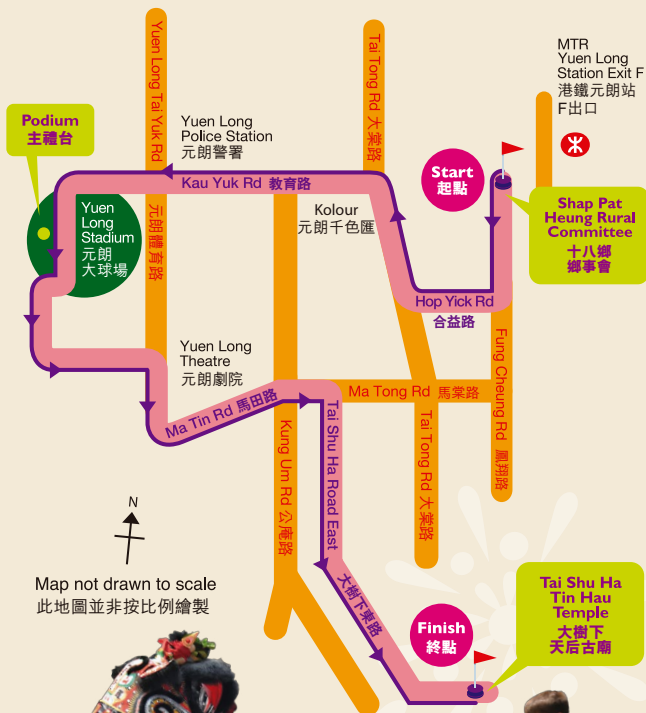 MTR
Yuen Long
Station Exit F
港鐵元朗站
F出口
Yuen Long Tai Yuk Rd
元朗體育路
Tai Tong Rd 大棠路
Podium
主禮台
Yuen Long
Police Station
元朗警署
Start
起點
Shap Pat
Heung Rural
Committee
十八鄉
鄉事會
Kau Yuk Rd 教育路
Yuen
Long
Stadium
元朗
大球場
Kolour
元朗千色匯
Hop Yick Rd
合益路
Fung Cheung Rd 鳳翔路
Yuen Long
Theatre
元朗劇院
Ma Tin Rd 馬田路
Ma Tong Rd 馬棠路
Kung Um Rd 公庵路
Tai Shu Ha Road East
大樹下東路
Tai Tong Rd 大棠路
N
Map not drawn to scale
此地圖並非按比例繪製
Finish
終點
Tai Shu Ha
Tin Hau
Temple
大樹下
天后古廟